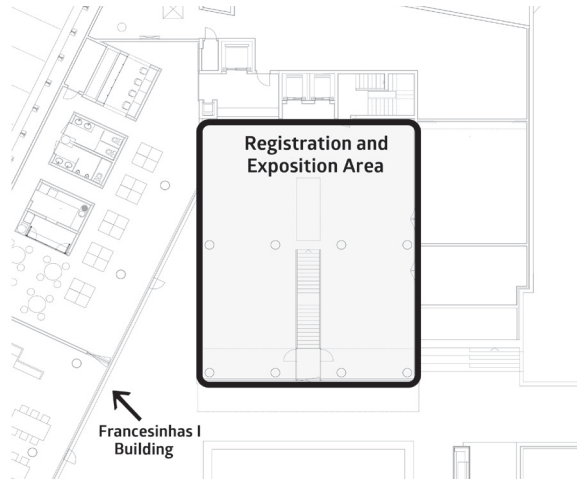 Registration and
Exposition Area
Francesinhas I
Building